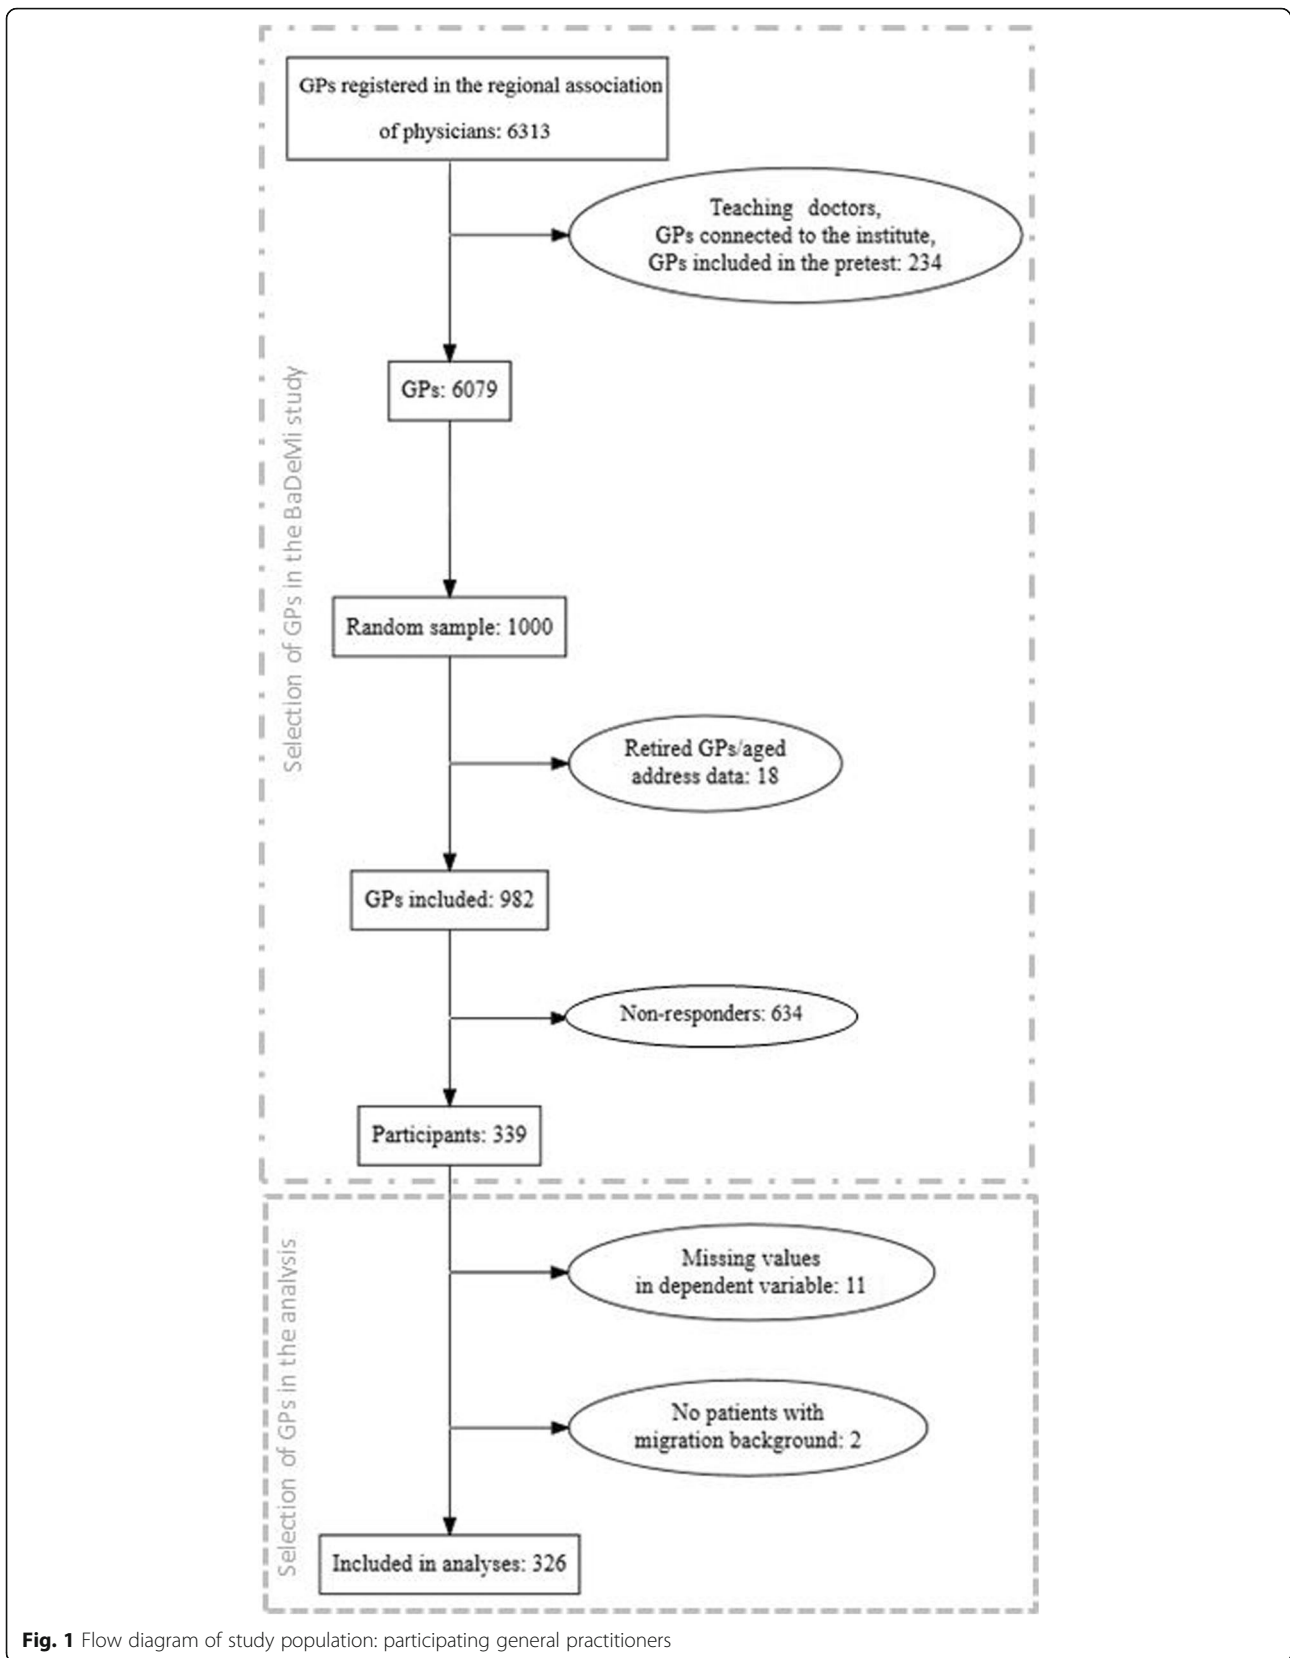 GPs registered in the regional association
of physicians: 6313
Teaching doctors,
GPs connected to the institute,
GPs included in the pretest: 234
GPs: 6079
Selection of GPs in the BaDeMi study
Random sample: 1000
Retired GPs/aged
address data: 18
GPs included: 982
Non-responders: 634
Participants: 339
Selection of GPs in the analysis
Missing values
in dependent variable: 11
No patients with
migration background: 2
Included in analyses: 326
Fig. 1 Flow diagram of study population: participating general practitioners